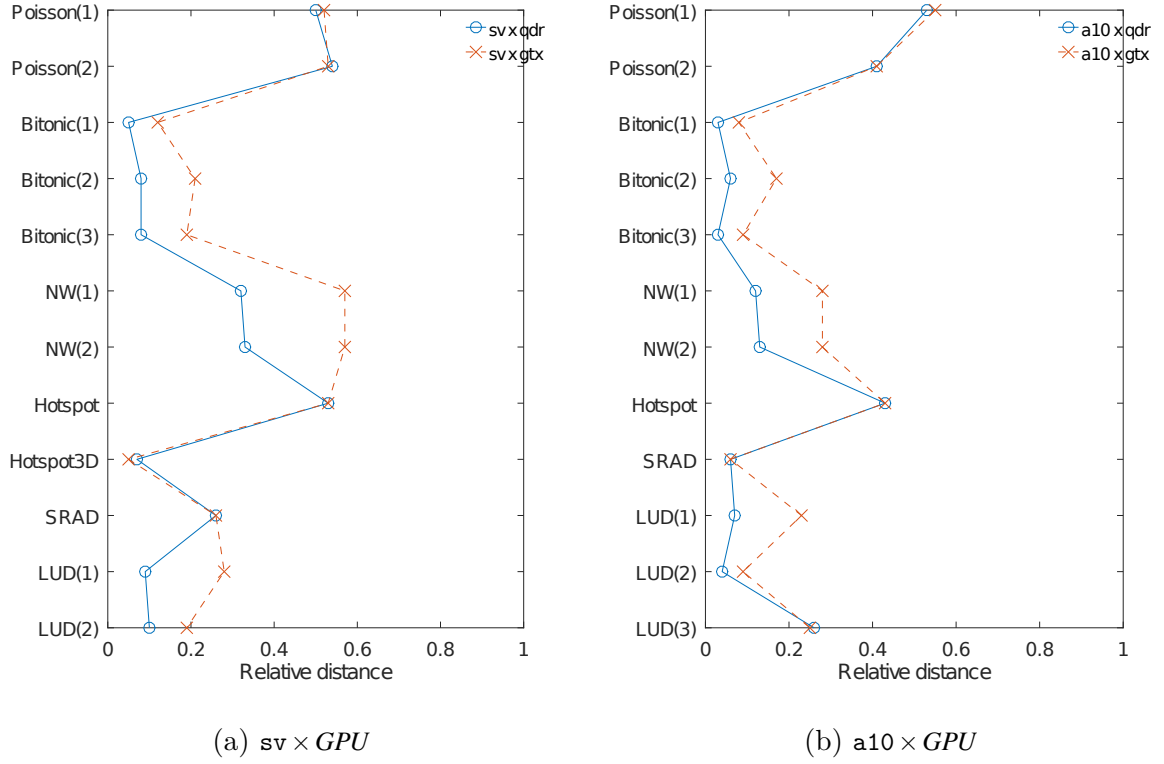 Poisson(1)
Poisson(2)
Bitonic(1)
Bitonic(2)
Bitonic(3)
NW(1)
NW(2)
Hotspot
Hotspot3D
SRAD
LUD(1)
LUD(2)
0 0.2 0.4 0.6 0.8 1
Relative distance
sv x qdr
sv x gtx
(a) sv × GPU
Poisson(1)
Poisson(2)
Bitonic(1)
Bitonic(2)
Bitonic(3)
NW(1)
NW(2)
Hotspot
SRAD
LUD(1)
LUD(2)
LUD(3)
0 0.2 0.4 0.6 0.8 1
Relative distance
a10 x qdr
a10 x gtx
(b) a10 × GPU